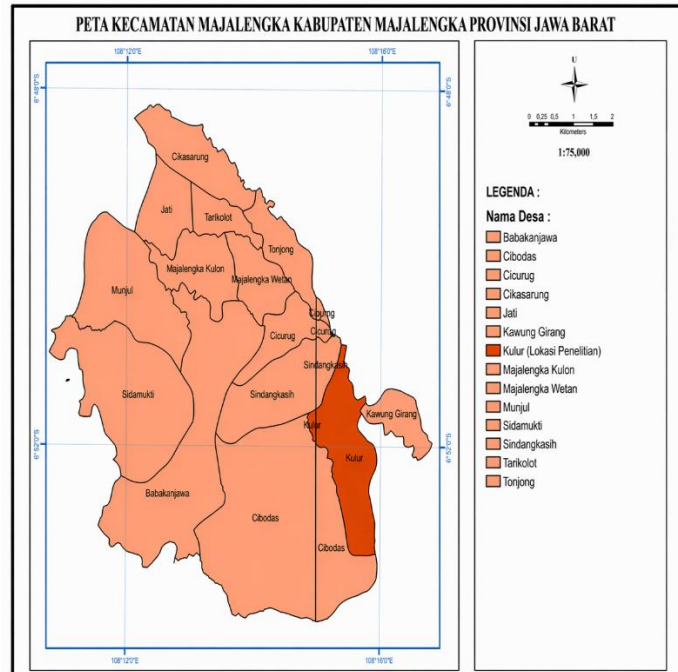 PETA KECAMATAN MAJALENGKA KABUPATEN MAJALENGKA PROVINSI JAWA BARAT
108°12'0"E
108°16'0"E
6°48'0"S
6°48'0"S
Cikasarung
Jati
Tarikolot
Tonjong
Majalengka Kulon
Majalengka Wetan
Munjul
Cicurug
Cicurug
Sindangkasih
Sindangkasih
Sidamukti
Kawung Girang
Kulur
Kulur
6°52'0"S
6°52'0"S
Babakanjawa
Cibodas
Cibodas
108°12'0"E
108°16'0"E
U
0 0,25 0,5 1 1,5 2
Kilometers
1:75,000
LEGENDA :
Nama Desa :
Babakanjawa
Cibodas
Cicurug
Cikasarung
Jati
Kawung Girang
Kulur (Lokasi Penelitian)
Majalengka Kulon
Majalengka Wetan
Munjul
Sidamukti
Sindangkasih
Tarikolot
Tonjong